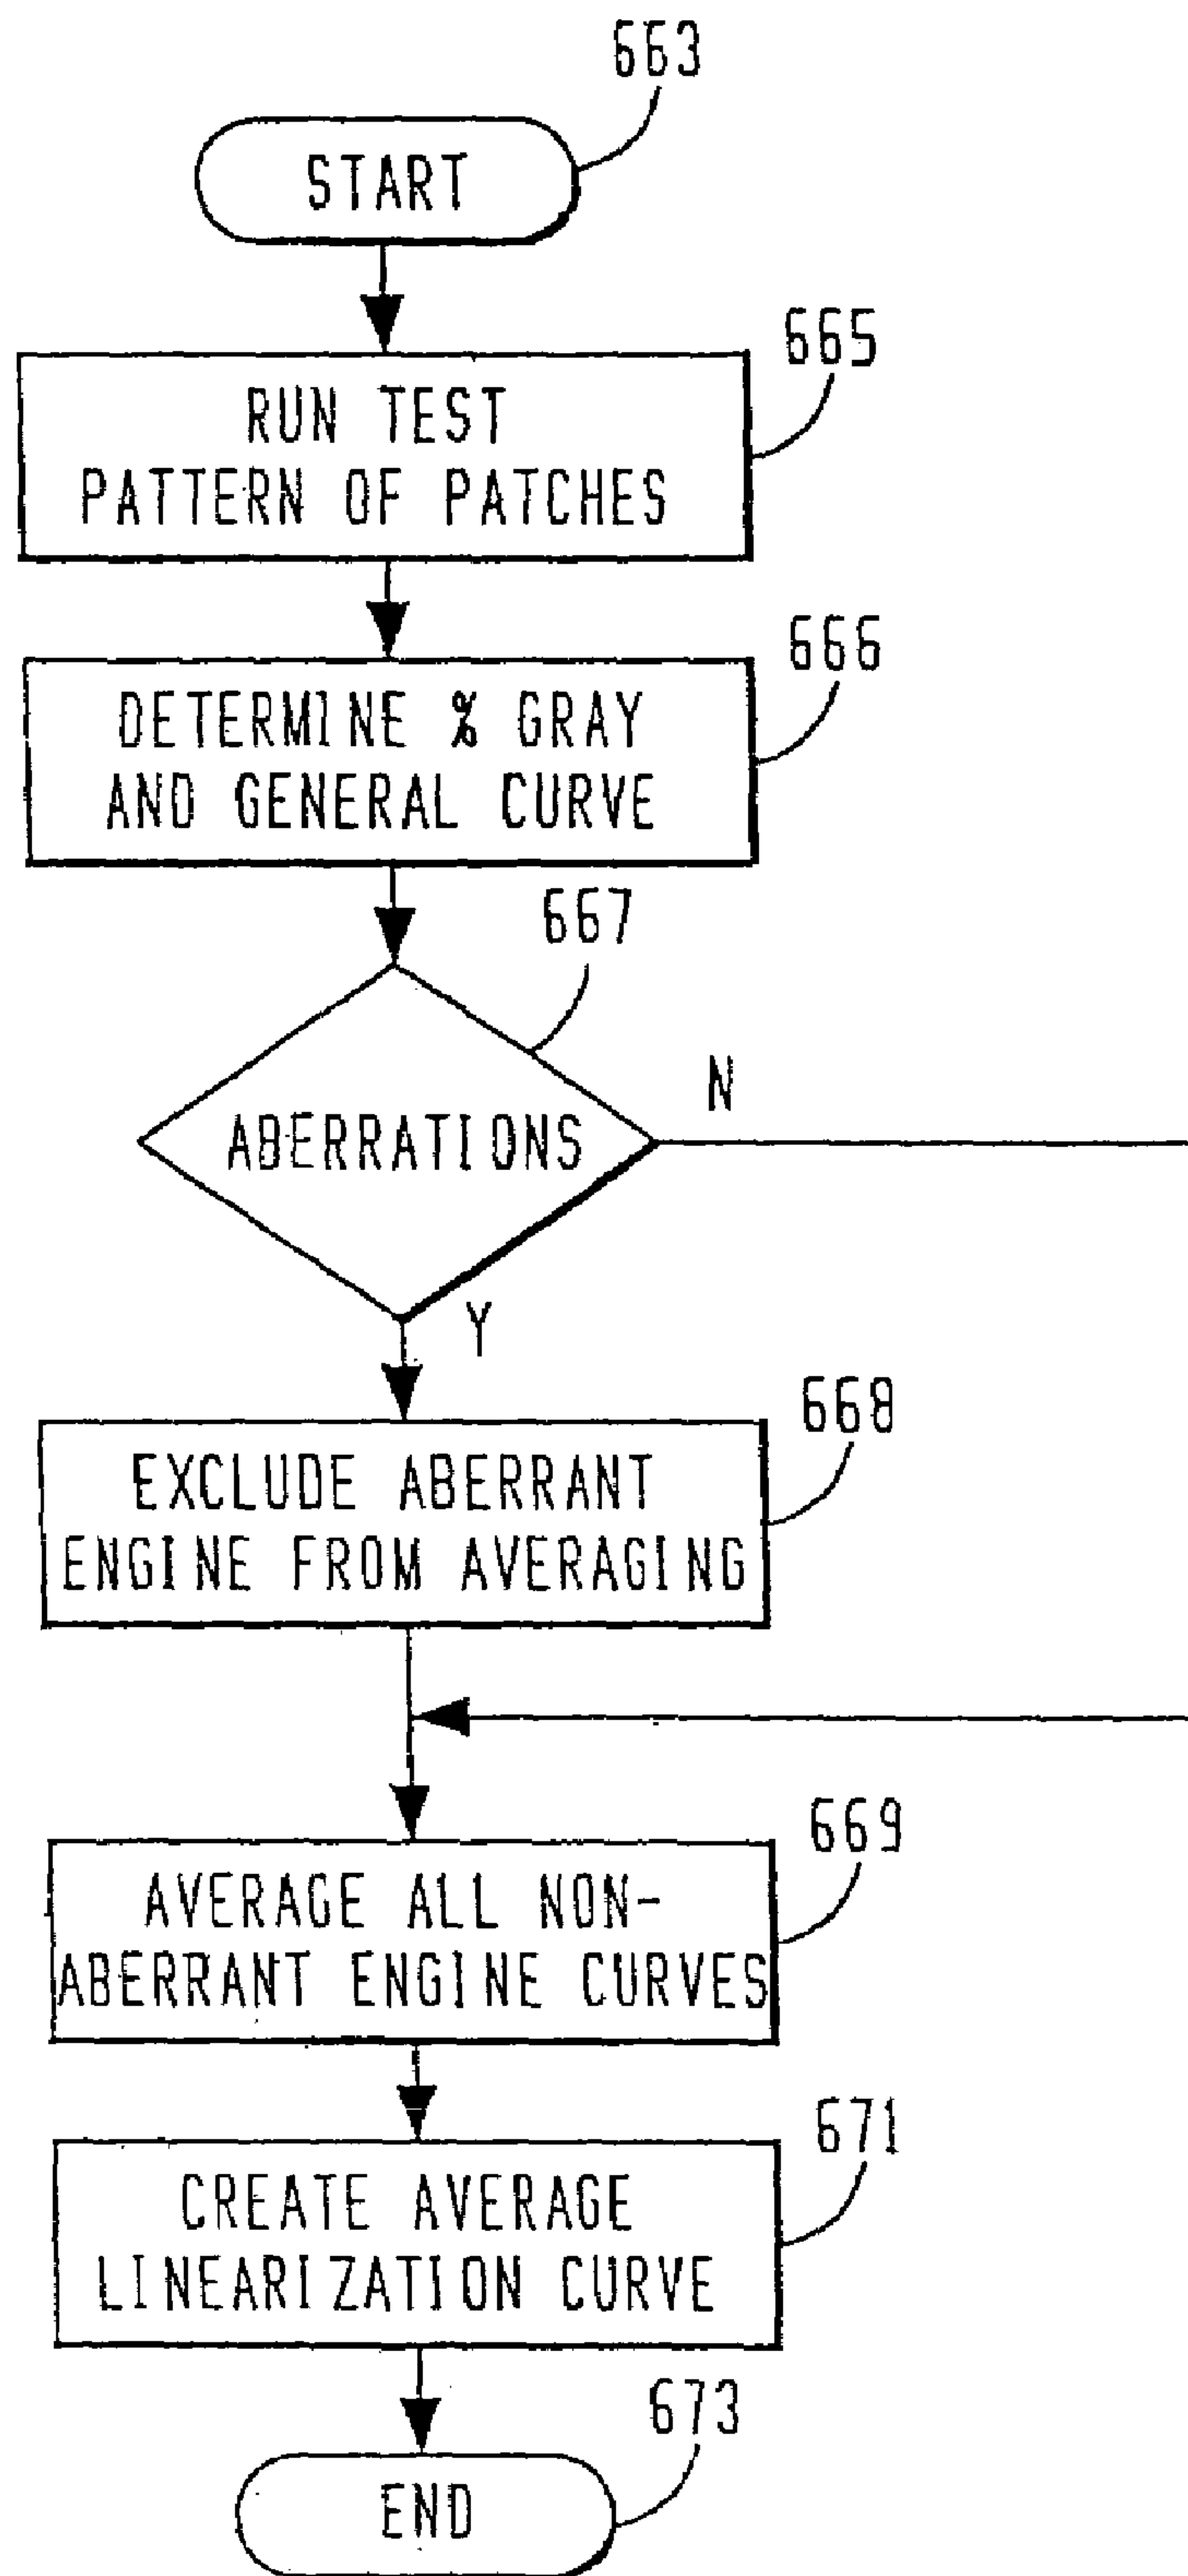 663
START
665
RUN TEST
PATTERN OF PATCHES
666
DETERMINE % GRAY
AND GENERAL CURVE
667
N
ABERRATIONS
Y
668
EXCLUDE ABERRANT
ENGINE FROM AVERAGING
669
AVERAGE ALL NON-
ABERRANT ENGINE CURVES
671
CREATE AVERAGE
LINEARIZATION CURVE
673
END